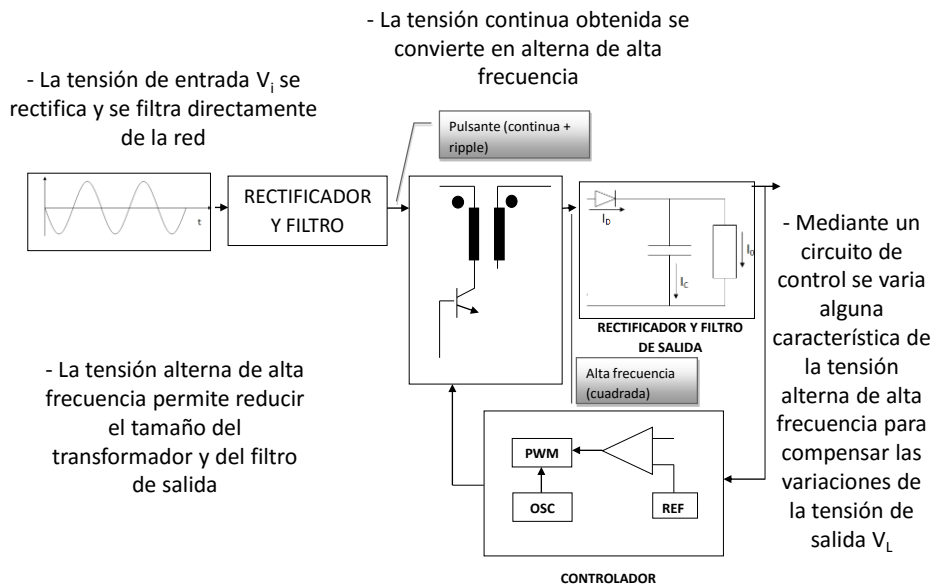 - La tensión continua obtenida se
convierte en alterna de alta
frecuencia
- La tensión de entrada Vi se
rectifica y se filtra directamente
de la red
Pulsante (continua +
ripple)
t
RECTIFICADOR
Y FILTRO
ID
IC
I0
RECTIFICADOR Y FILTRO
DE SALIDA
- Mediante un
circuito de
control se varia
alguna
característica de
la tensión
alterna de alta
frecuencia para
compensar las
variaciones de
la tensión de
salida VL
- La tensión alterna de alta
frecuencia permite reducir
el tamaño del
transformador y del filtro
de salida
Alta frecuencia
(cuadrada)
PWM
OSC
REF
CONTROLADOR